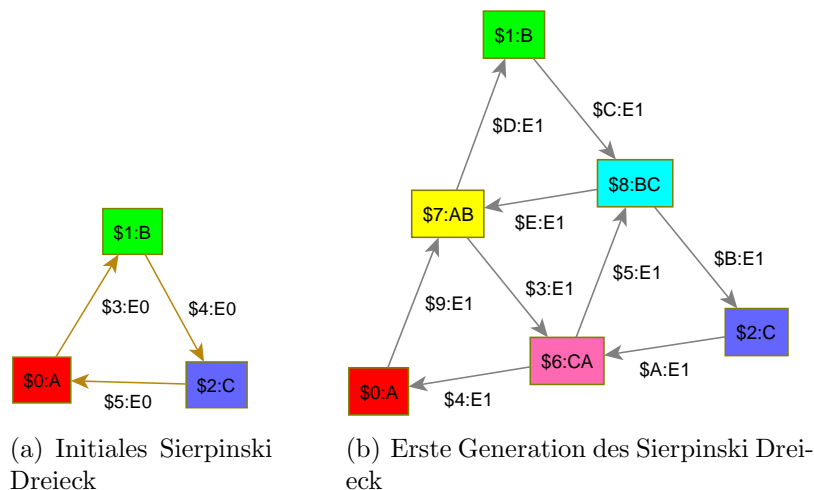 $1:B
$3:E0
$4:E0
$0:A
$2:C
$5:E0
(a) Initiales Sierpinski
Dreieck
$1:B
$D:E1
$C:E1
$8:BC
$7:AB
$E:E1
$9:E1
$3:E1
$5:E1
$B:E1
$2:C
$6:CA
$A:E1
$0:A
$4:E1
(b) Erste Generation des Sierpinski Drei-
eck